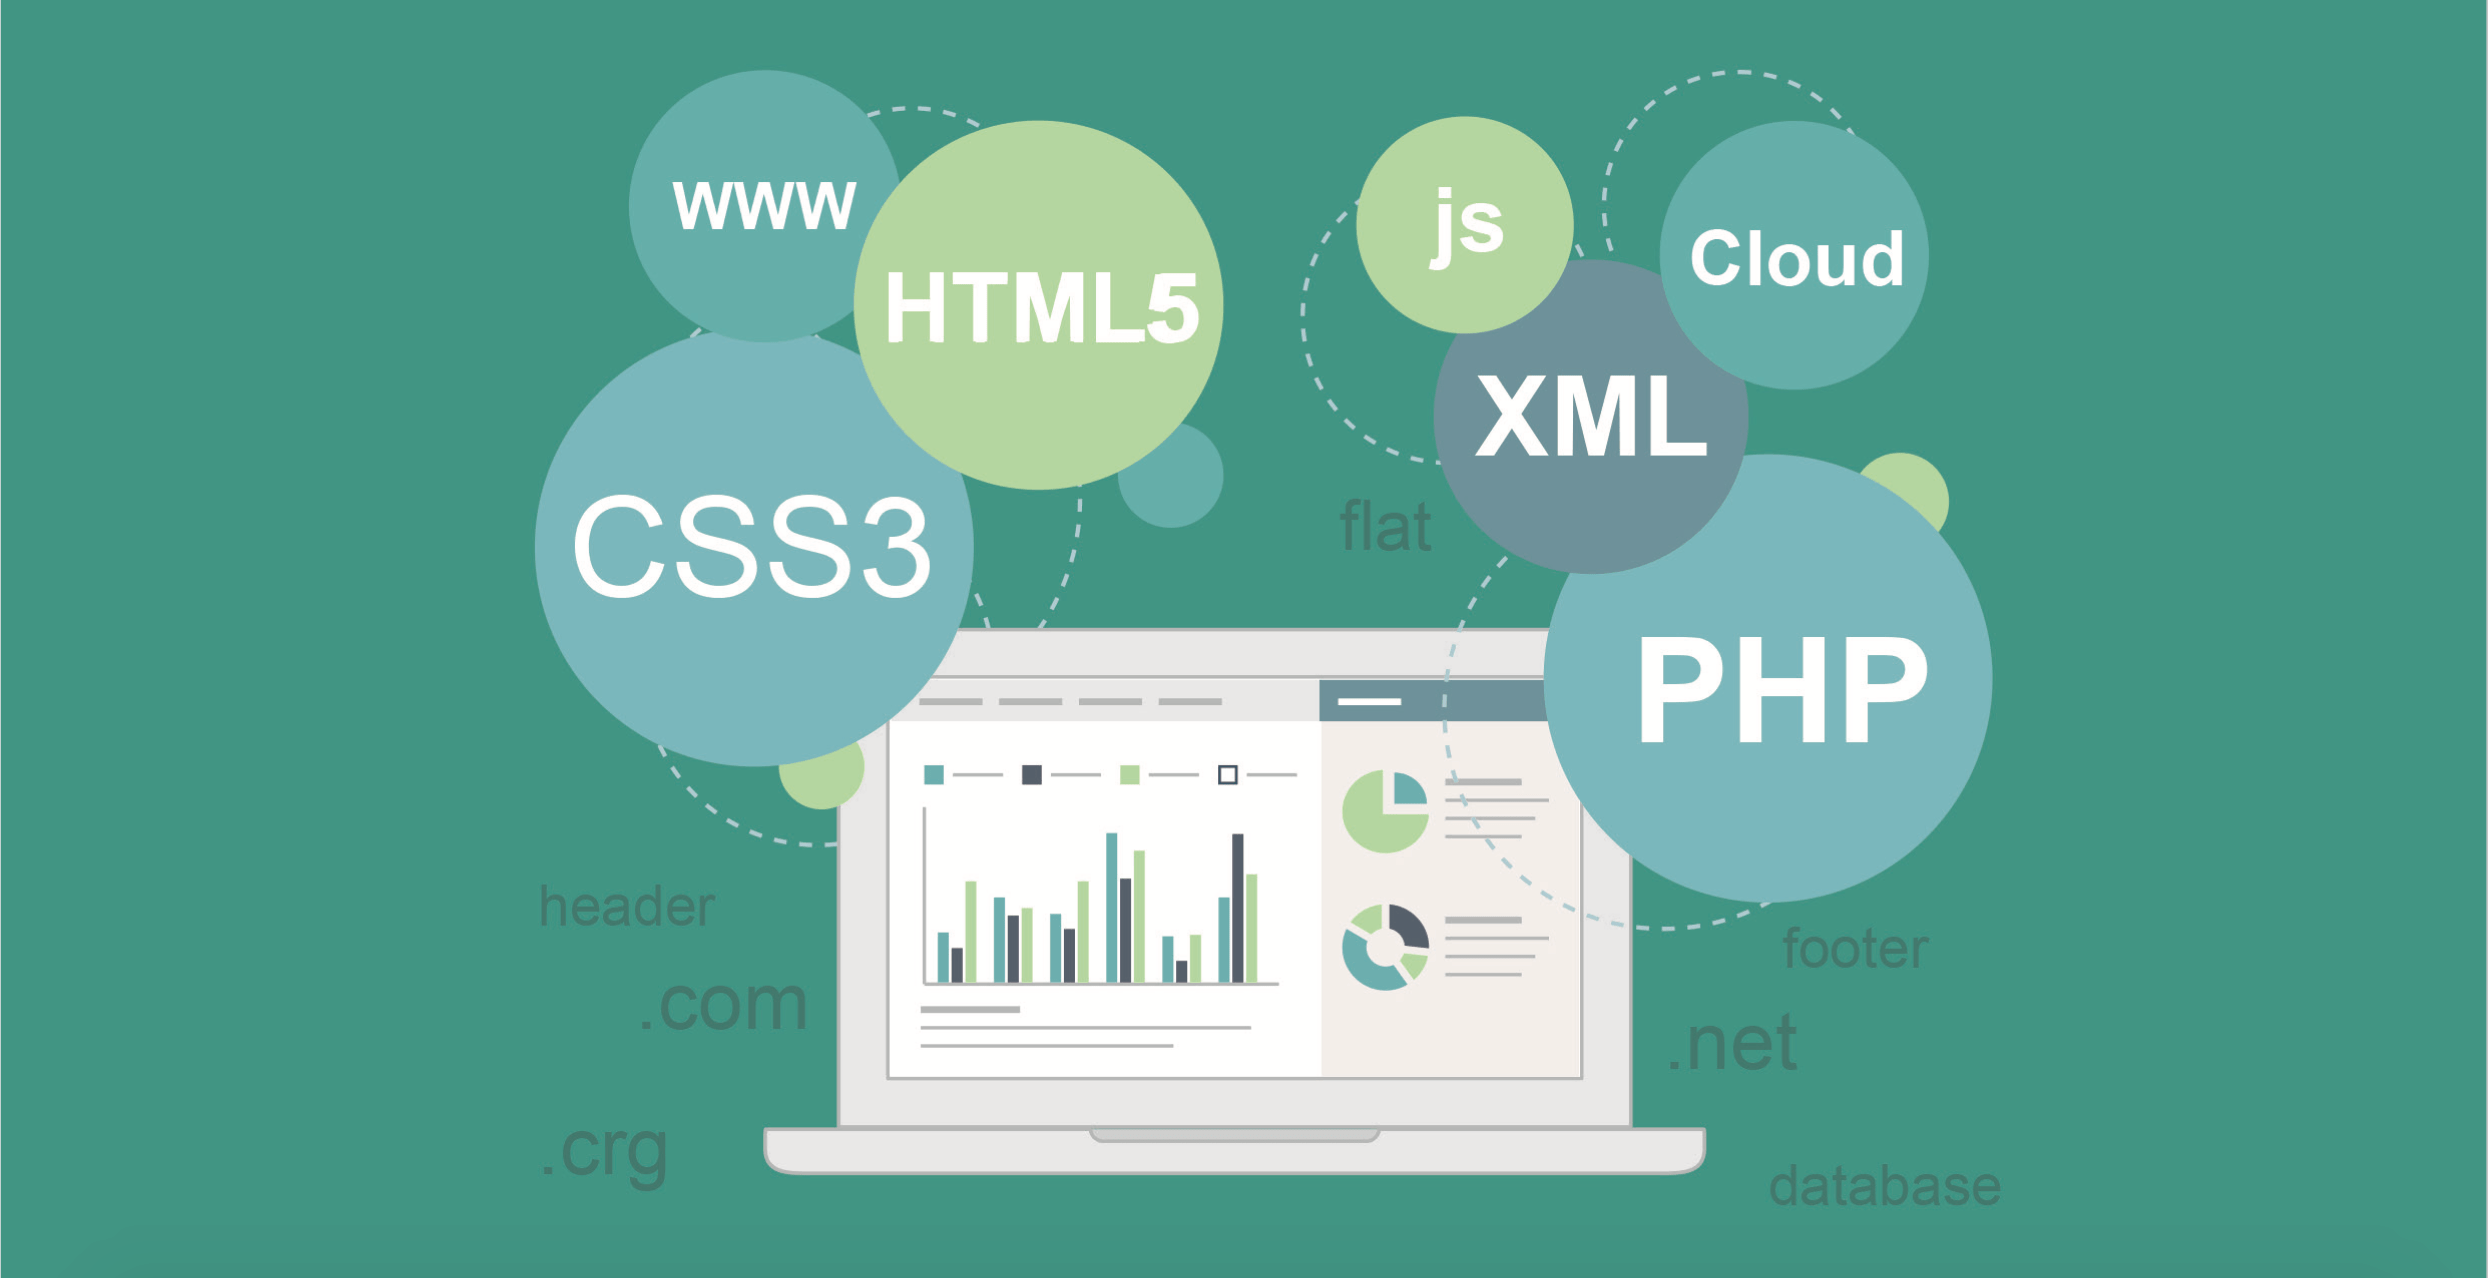 www
HTML5
CSS3
js
Cloud
XML
flat
PHP
header
.com
.crg
footer
.net
database